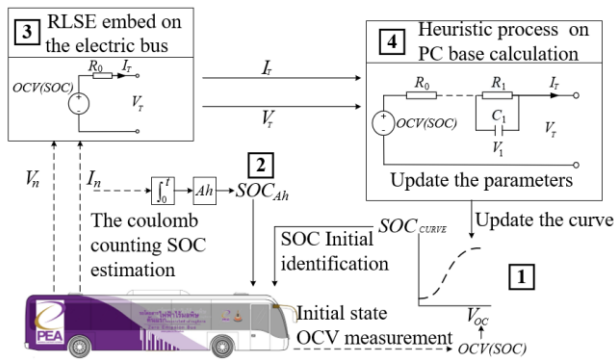 3 RLSE embed on
the electric bus
R0 IT
OCV(SOC)
VT
IT
VT
4 Heuristic process on
PC base calculation
R0 R1 IT
C1
OCV(SOC)
V1
VT
Update the parameters
Vn
In
∫0t
Ah
SOCAh
2
The coulomb
counting SOC
estimation
SOC Initial
identification
SOCCURVE
Update the curve
1
VOC
PEA
Initial state
OCV measurement
OCV(SOC)